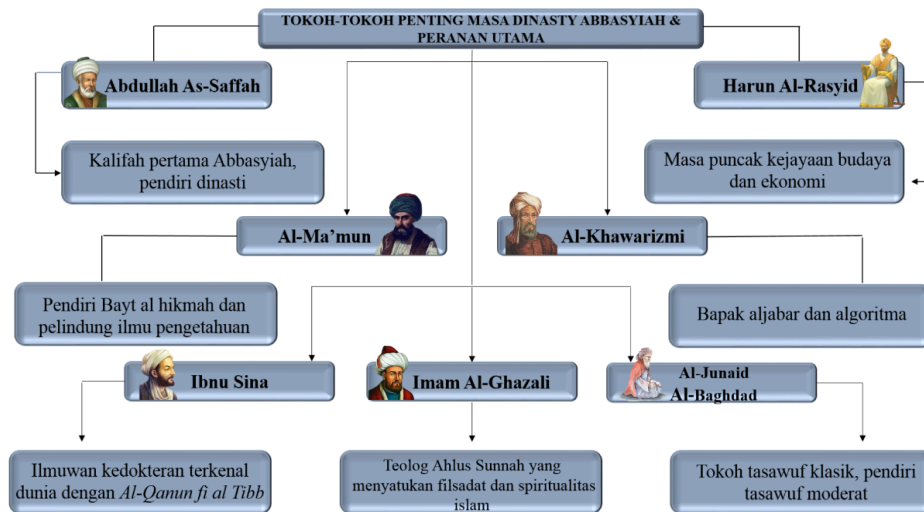 TOKOH-TOKOH PENTING MASA DINASTY ABBASYIAH &
PERANAN UTAMA
Abdullah As-Saffah
Harun Al-Rasyid
Kalifah pertama Abbasyiah,
pendiri dinasti
Masa puncak kejayaan budaya
dan ekonomi
Al-Ma’mun
Al-Khawarizmi
Pendiri Bayt al hikmah dan
pelindung ilmu pengetahuan
Bapak aljabar dan algoritma
Ibnu Sina
Imam Al-Ghazali
Al-Junaid
Al-Baghdad
Ilmuwan kedokteran terkenal
dunia dengan Al-Qanun fi al Tibb
Teolog Ahlus Sunnah yang
menyatukan filsadat dan spiritualitas
islam
Tokoh tasawuf klasik, pendiri
tasawuf moderat